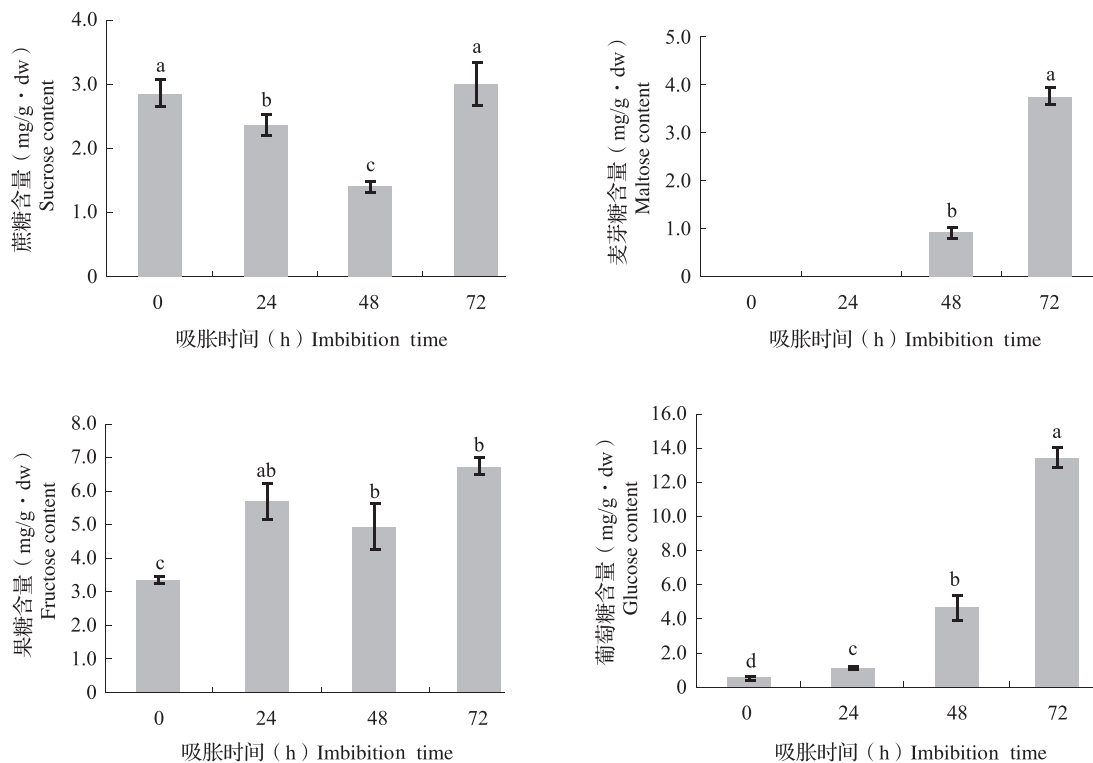 蔗糖含量（mg/g·dw）
Sucrose content
4.0
3.0
2.0
1.0
0
a
b
c
a
0 24 48 72
吸胀时间（h）Imbibition time
麦芽糖含量（mg/g·dw）
Maltose content
5.0
4.0
3.0
2.0
1.0
0
b
a
0 24 48 72
吸胀时间（h）Imbibition time
果糖含量（mg/g·dw）
Fructose content
8.0
7.0
6.0
5.0
4.0
3.0
2.0
1.0
0
c
ab
b
b
0 24 48 72
吸胀时间（h）Imbibition time
葡萄糖含量（mg/g·dw）
Glucose content
16.0
14.0
12.0
10.0
8.0
6.0
4.0
2.0
0
d
c
b
a
0 24 48 72
吸胀时间（h）Imbibition time